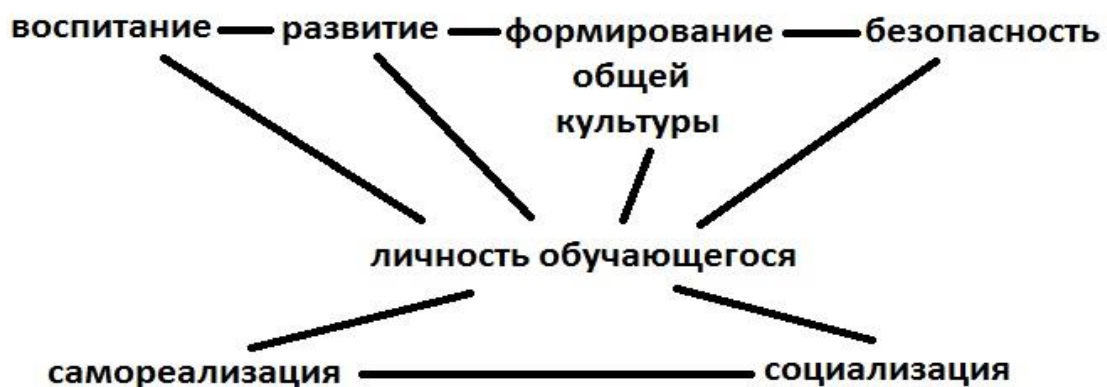 воспитание развитие формирование безопасность
общей
культуры
личность обучающегося
самореализация социализация